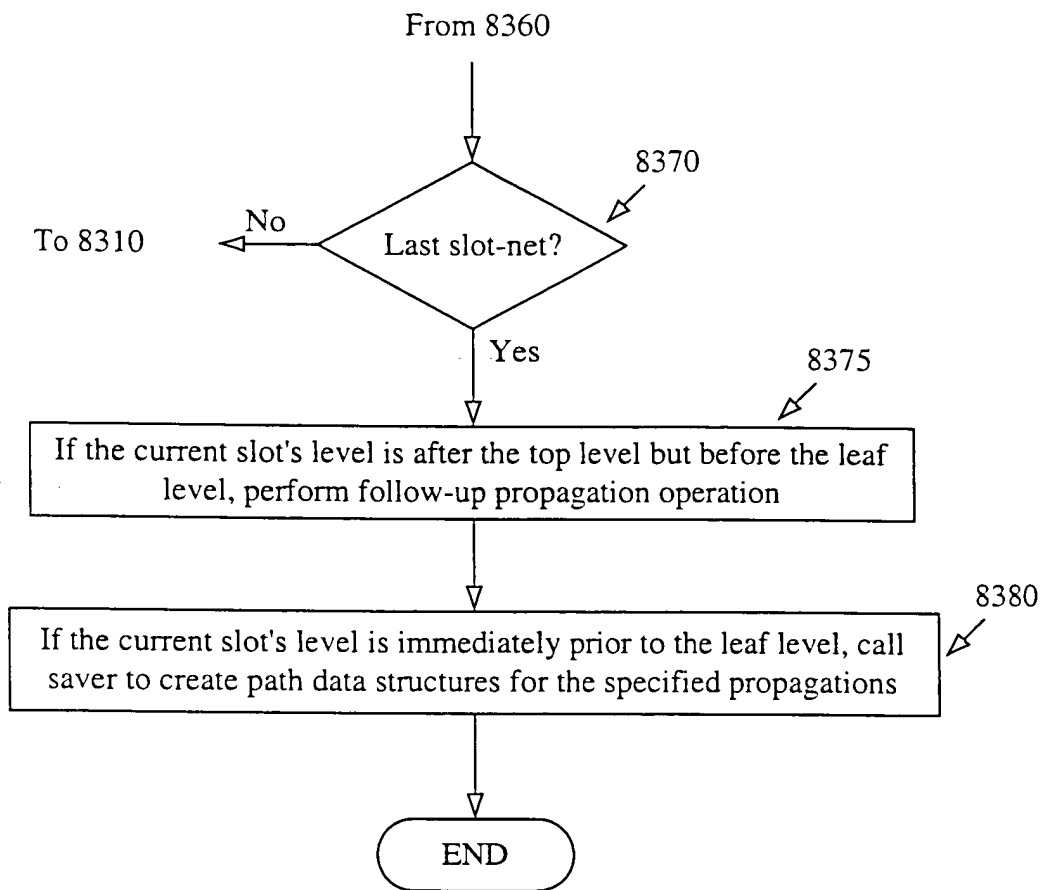 From 8360
8370
Last slot-net?
No
To 8310
Yes
8375
If the current slot's level is after the top level but before the leaf
level, perform follow-up propagation operation
8380
If the current slot's level is immediately prior to the leaf level, call
saver to create path data structures for the specified propagations
END